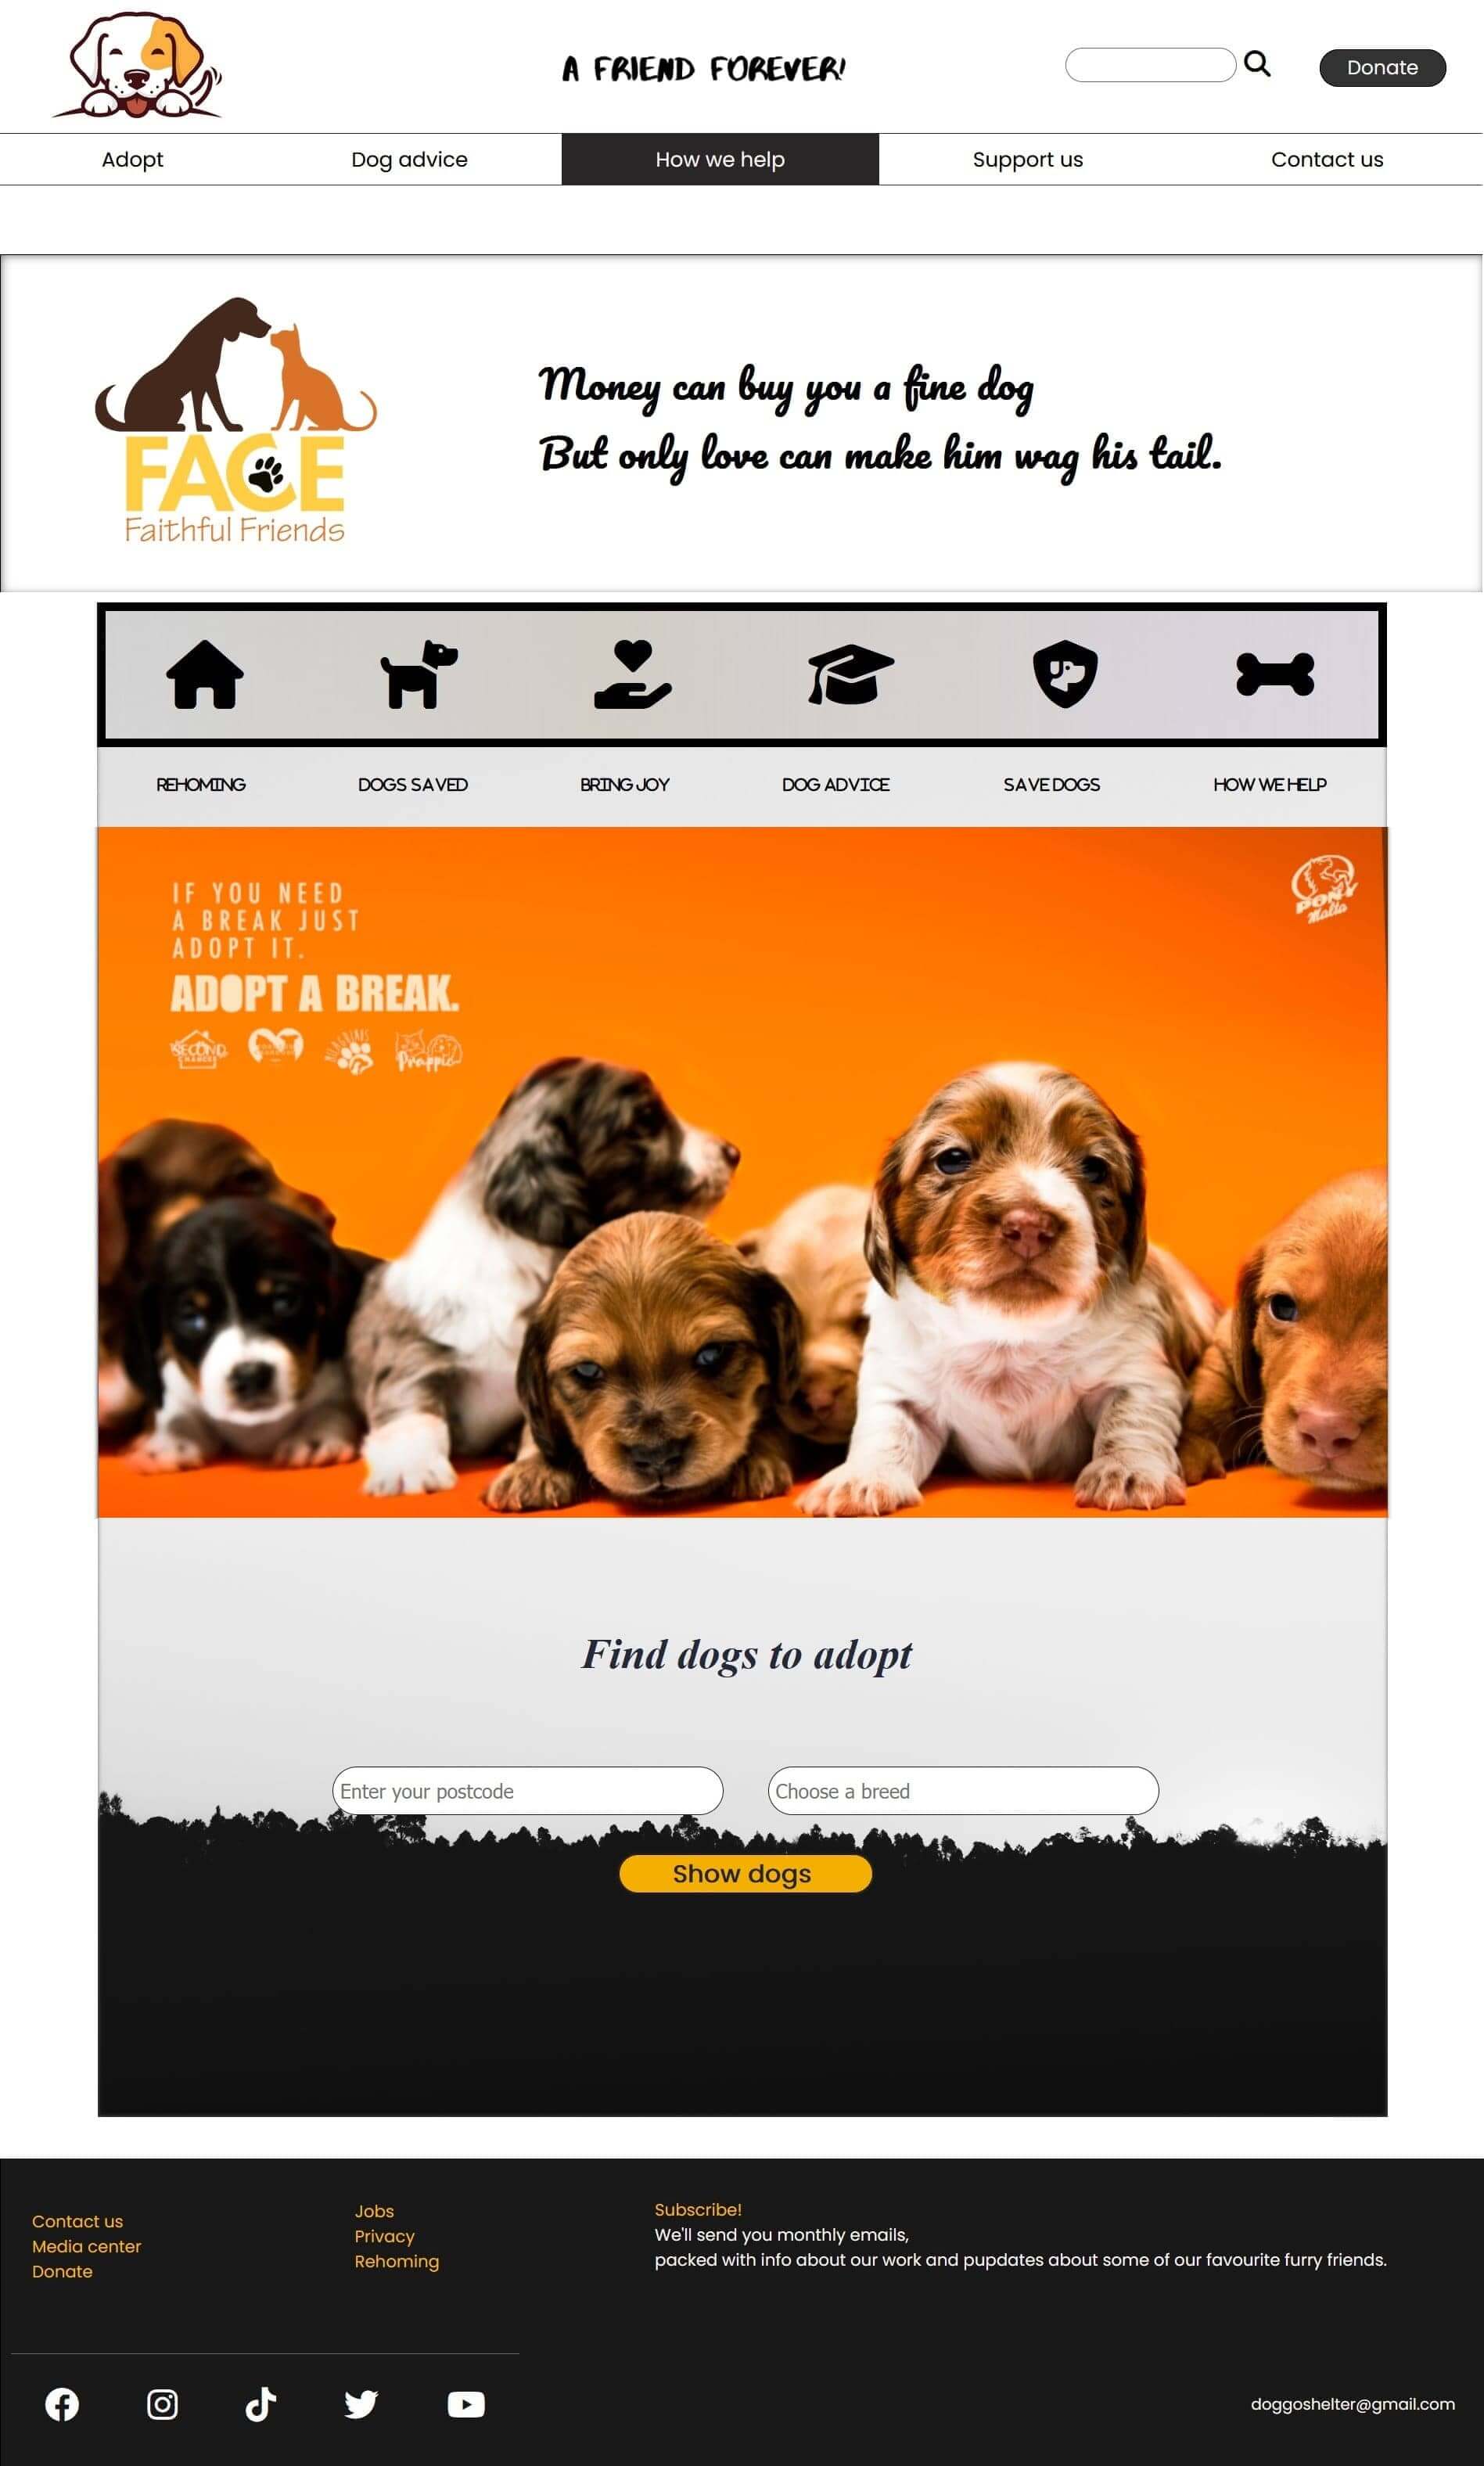 A FRIEND FOREVER!
Donate
Adopt
Dog advice
How we help
Support us
Contact us
Money can buy you a fine dog
But only love can make him wag his tail.
FACE
Faithful Friends
REHOMING
DOGS SAVED
BRING JOY
DOG ADVICE
SAVE DOGS
HOW WE HELP
IF YOU NEED
A BREAK JUST
ADOPT IT.
ADOPT A BREAK.
SECOND
CHANCES
Prappie
PONY
Malta
Find dogs to adopt
Enter your postcode
Choose a breed
Show dogs
Contact us
Media center
Donate
Jobs
Privacy
Rehoming
Subscribe!
We'll send you monthly emails,
packed with info about our work and pupdates about some of our favourite furry friends.
doggoshelter@gmail.com